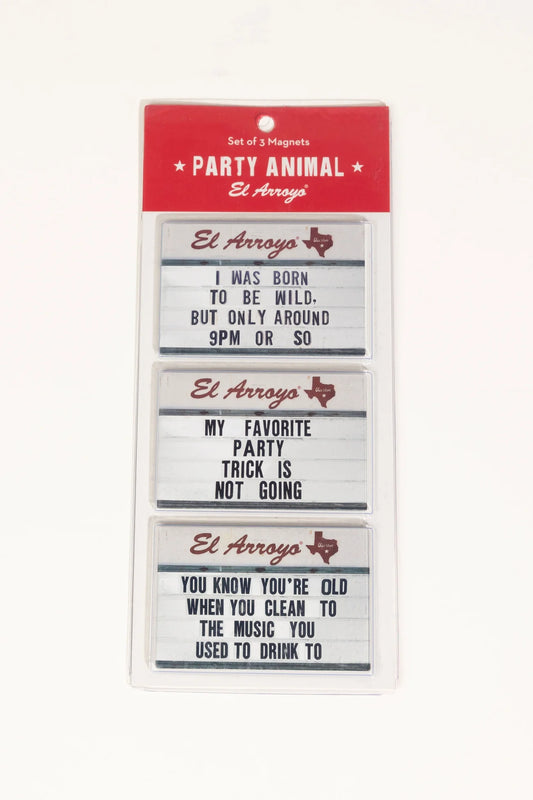 Set of 3 Magnets
★ PARTY ANIMAL ★
El Arroyo®
El Arroyo®
I WAS BORN
TO BE WILD,
BUT ONLY AROUND
9PM OR SO
El Arroyo®
MY FAVORITE
PARTY
TRICK IS
NOT GOING
El Arroyo®
YOU KNOW YOU'RE OLD
WHEN YOU CLEAN TO
THE MUSIC YOU
USED TO DRINK TO